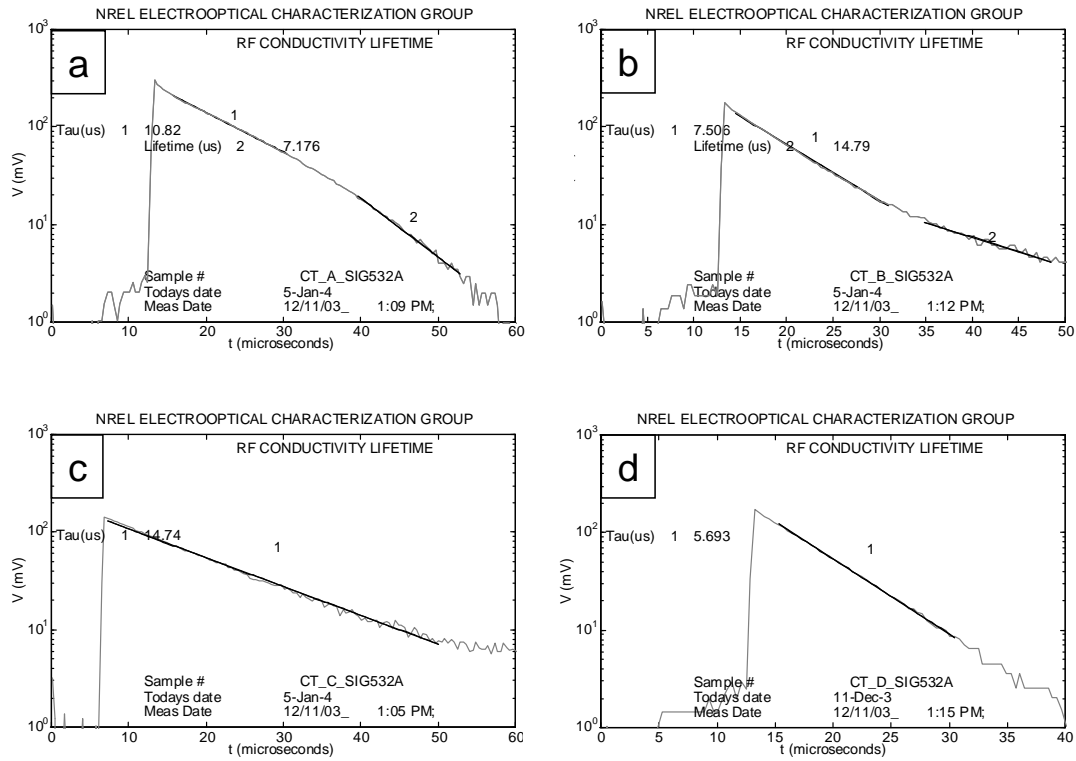 NREL ELECTROOPTICAL CHARACTERIZATION GROUP
a
RF CONDUCTIVITY LIFETIME
10³
10²
10¹
10⁰
V (mV)
Tau(us) 1 10.82
Lifetime (us) 2 7.176
1
2
Sample # CT_A_SIG532A
Todays date 5-Jan-4
Meas Date 12/11/03_ 1:09 PM;
0 10 20 30 40 50 60
t (microseconds)
NREL ELECTROOPTICAL CHARACTERIZATION GROUP
b
RF CONDUCTIVITY LIFETIME
10³
10²
10¹
10⁰
V (mV)
Tau(us) 1 7.506
Lifetime (us) 2 14.79
1
2
Sample # CT_B_SIG532A
Todays date 5-Jan-4
Meas Date 12/11/03_ 1:12 PM;
0 5 10 15 20 25 30 35 40 45 50
t (microseconds)
NREL ELECTROOPTICAL CHARACTERIZATION GROUP
c
RF CONDUCTIVITY LIFETIME
10³
10²
10¹
10⁰
V (mV)
Tau(us) 1 14.74
1
Sample # CT_C_SIG532A
Todays date 5-Jan-4
Meas Date 12/11/03_ 1:05 PM;
0 10 20 30 40 50 60
t (microseconds)
NREL ELECTROOPTICAL CHARACTERIZATION GROUP
d
RF CONDUCTIVITY LIFETIME
10³
10²
10¹
10⁰
V (mV)
Tau(us) 1 5.693
1
Sample # CT_D_SIG532A
Todays date 11-Dec-3
Meas Date 12/11/03_ 1:15 PM;
0 5 10 15 20 25 30 35 40
t (microseconds)